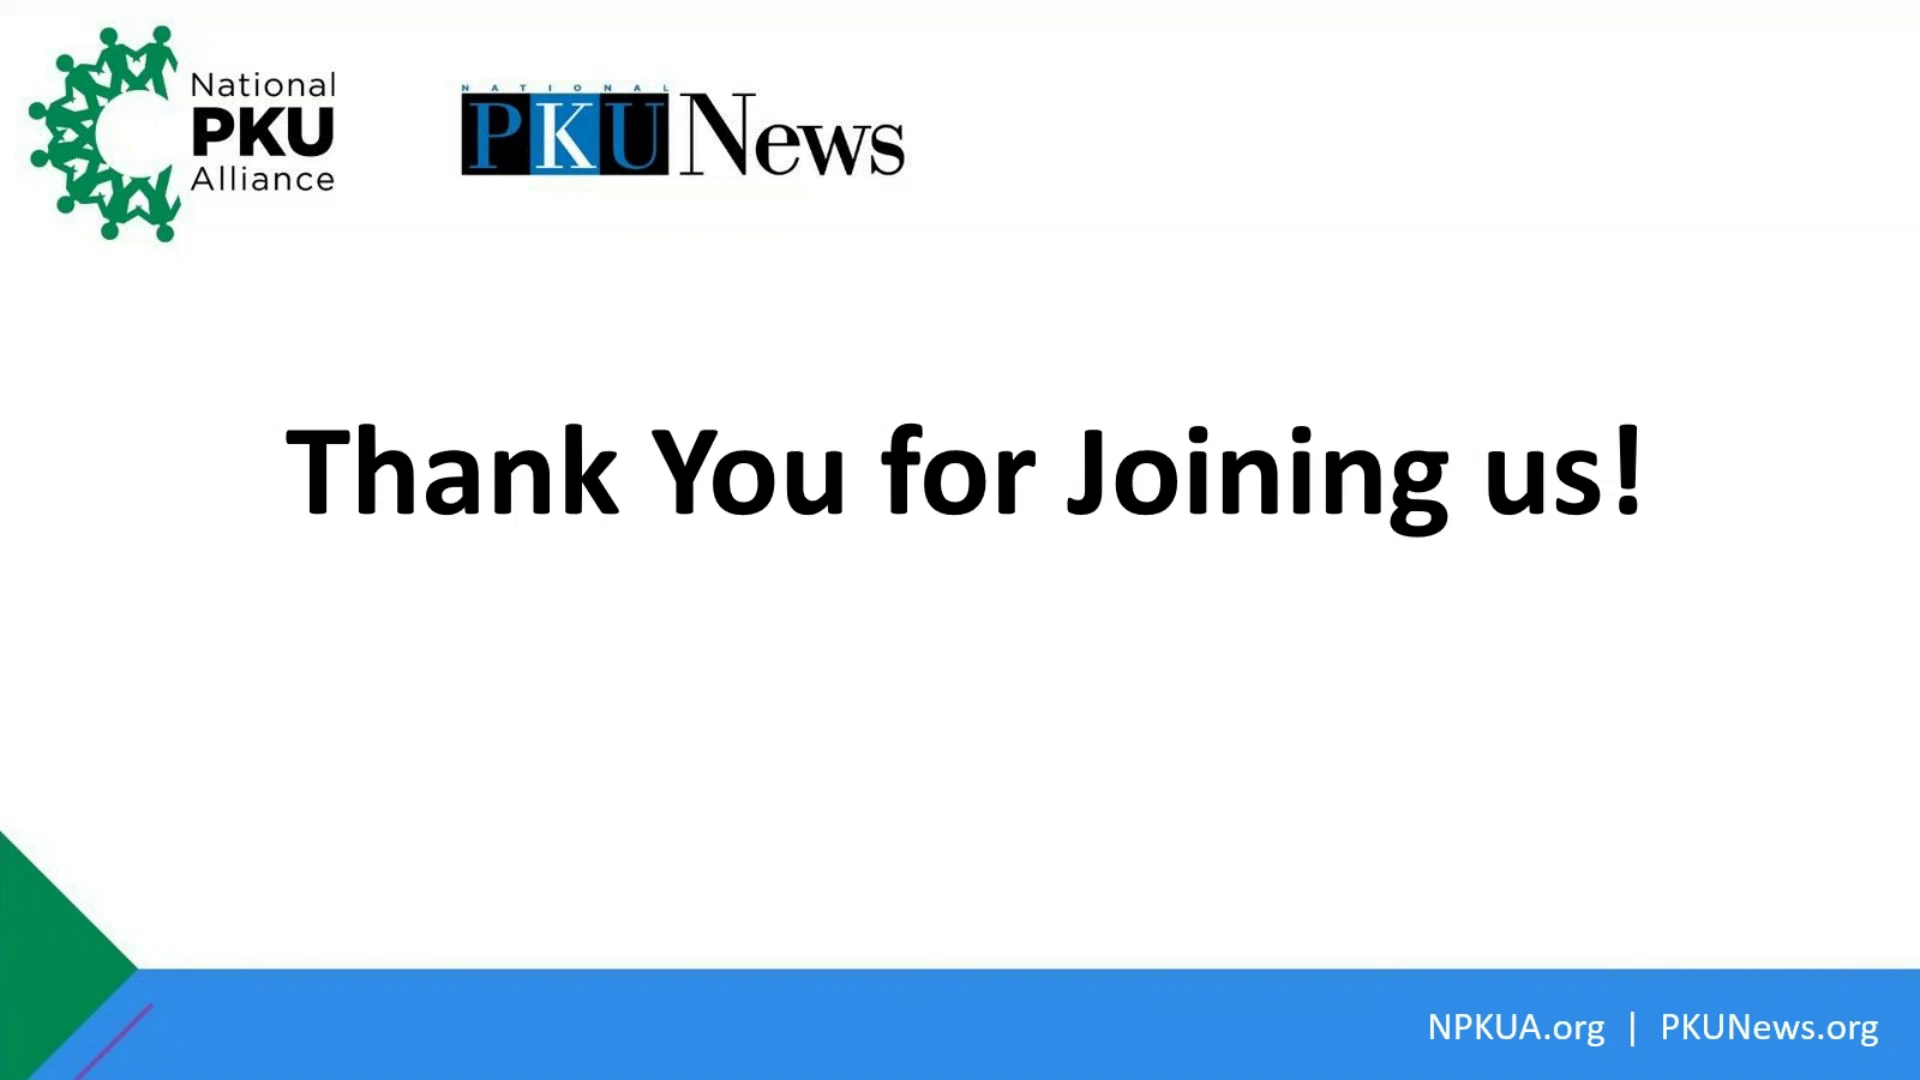 National
PKU
Alliance
NATIONAL
PKU News
Thank You for Joining us!
NPKUA.org | PKUNews.org